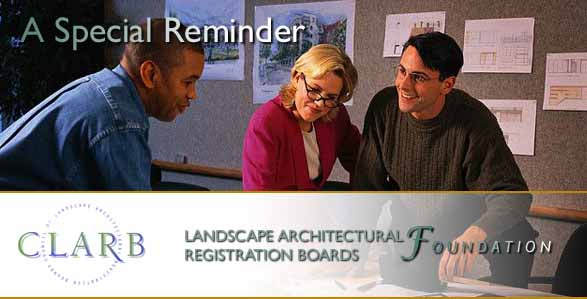 A Special Reminder
CLARB
LANDSCAPE ARCHITECTURAL
REGISTRATION BOARDS
FOUNDATION